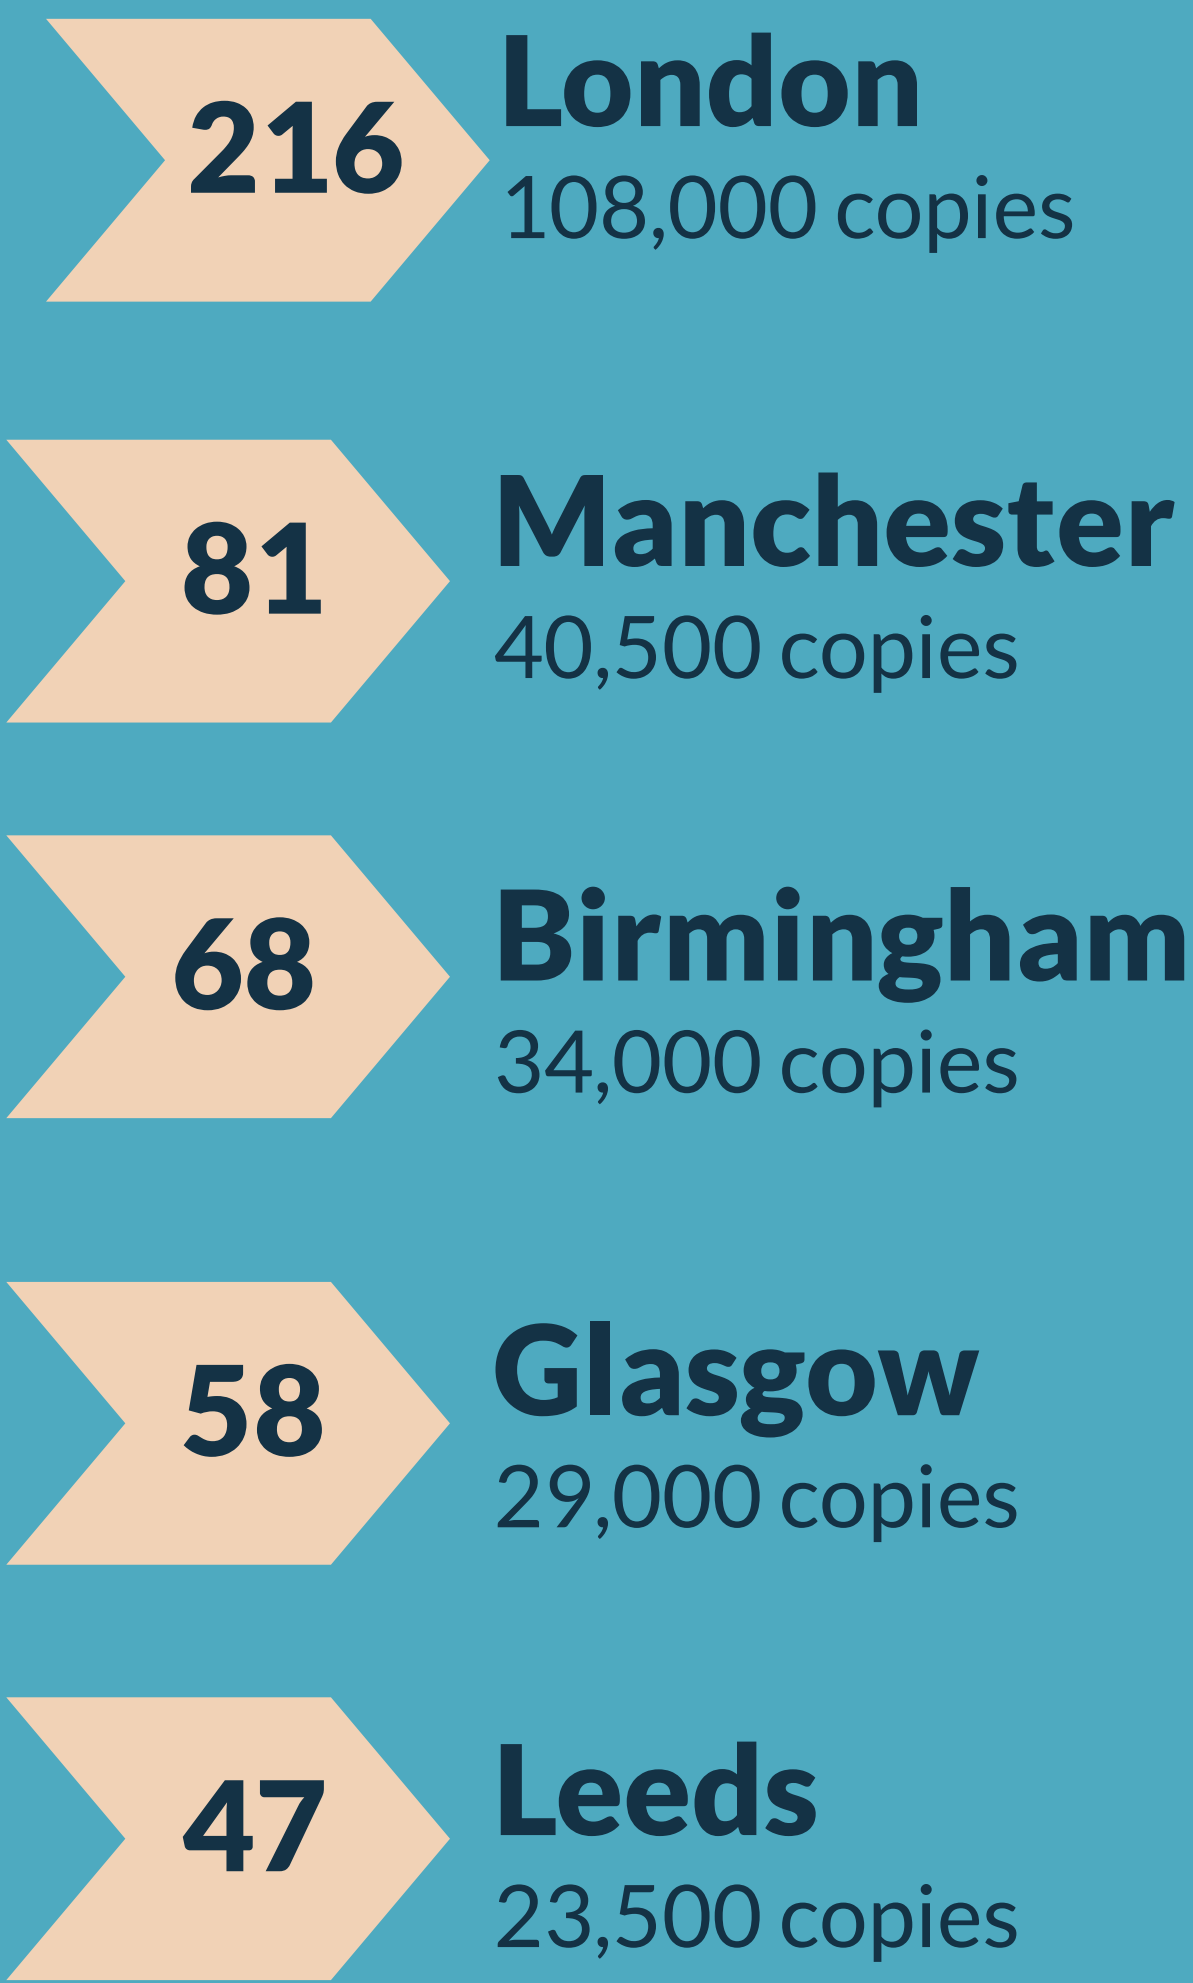 216
London
108,000 copies
81
Manchester
40,500 copies
68
Birmingham
34,000 copies
58
Glasgow
29,000 copies
47
Leeds
23,500 copies